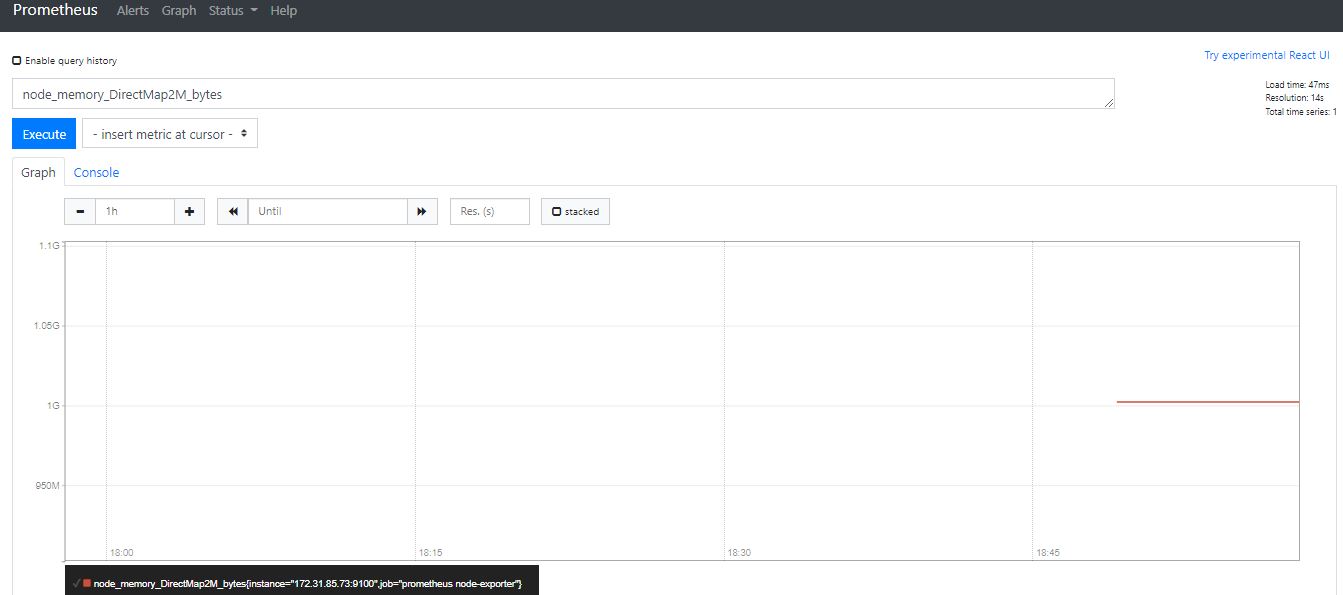 Prometheus Alerts Graph Status Help
Enable query history
Try experimental React UI
node_memory_DirectMap2M_bytes
Load time: 47ms
Resolution: 14s
Total time series: 1
Execute - insert metric at cursor -
Graph Console
- 1h + Until Res. (s) stacked
1.1G
1.05G
1G
950M
18:00 18:15 18:30 18:45
✓ node_memory_DirectMap2M_bytes{instance="172.31.85.73:9100",job="prometheus node-exporter"}